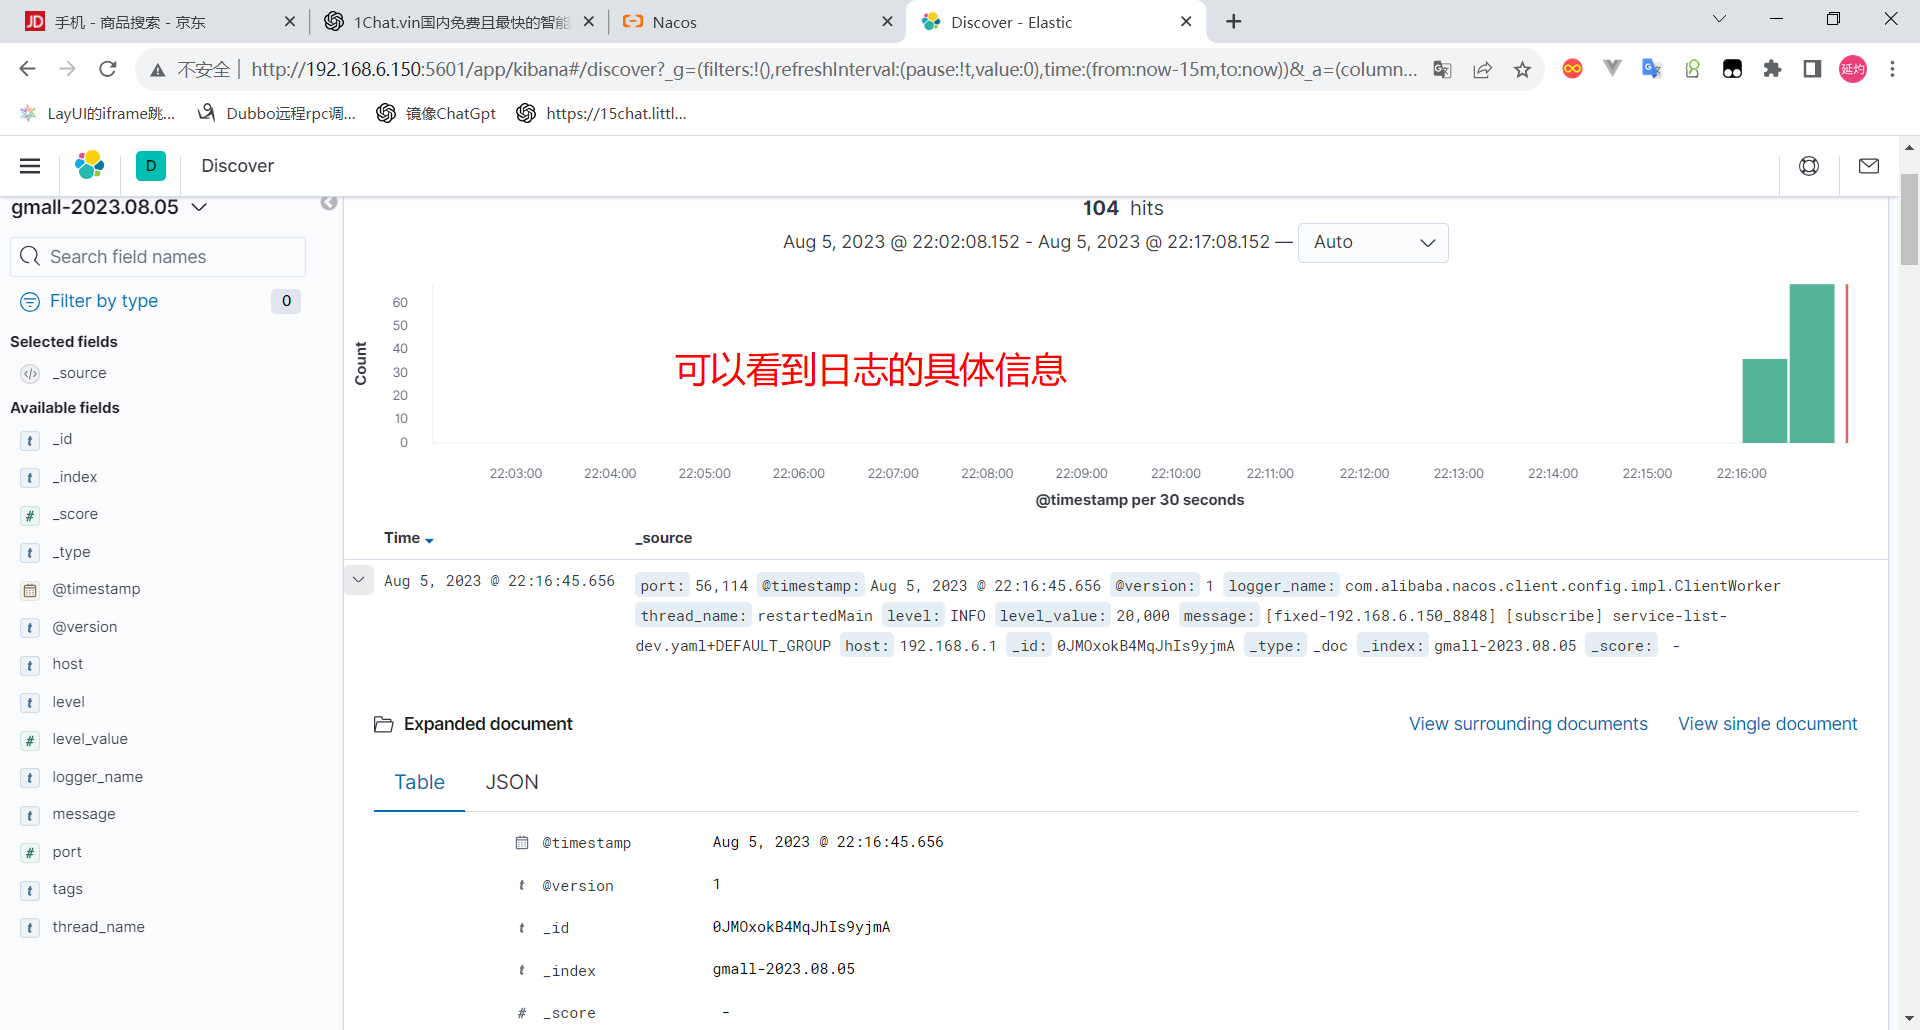 手机 - 商品搜索 - 京东
1Chat.vin国内免费且最快的智能
Nacos
Discover - Elastic
不安全 | http://192.168.6.150:5601/app/kibana#/discover?_g=(filters:!(),refreshInterval:(pause:!t,value:0),time:(from:now-15m,to:now))&_a=(column...
延灼
LayUI的iframe跳...
Dubbo远程rpc调...
镜像ChatGpt
https://15chat.littl...
D
Discover
gmall-2023.08.05
Search field names
Filter by type 0
Selected fields
_source
Available fields
t _id
t _index
# _score
t _type
@timestamp
t @version
t host
t level
# level_value
t logger_name
t message
# port
t tags
t thread_name
104 hits
Aug 5, 2023 @ 22:02:08.152 - Aug 5, 2023 @ 22:17:08.152 — Auto
Count
60
50
40
30
20
10
0
可以看到日志的具体信息
22:03:00 22:04:00 22:05:00 22:06:00 22:07:00 22:08:00 22:09:00 22:10:00 22:11:00 22:12:00 22:13:00 22:14:00 22:15:00 22:16:00
@timestamp per 30 seconds
Time _source
Aug 5, 2023 @ 22:16:45.656
port: 56,114 @timestamp: Aug 5, 2023 @ 22:16:45.656 @version: 1 logger_name: com.alibaba.nacos.client.config.impl.ClientWorker
thread_name: restartedMain level: INFO level_value: 20,000 message: [fixed-192.168.6.150_8848] [subscribe] service-list-
dev.yaml+DEFAULT_GROUP host: 192.168.6.1 _id: 0JMOxokB4MqJhIs9yjmA _type: _doc _index: gmall-2023.08.05 _score: -
Expanded document
View surrounding documents View single document
Table JSON
@timestamp Aug 5, 2023 @ 22:16:45.656
t @version 1
t _id 0JMOxokB4MqJhIs9yjmA
t _index gmall-2023.08.05
# _score -